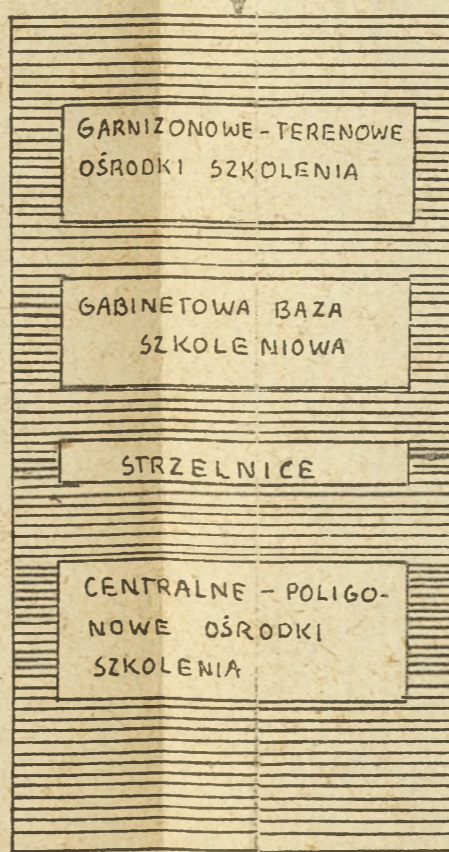 GARNIZONOWE-TERENOWE
OŚRODKI SZKOLENIA
GABINETOWA BAZA
SZKOLENIOWA
STRZELNICE
CENTRALNE - POLIGO-
NOWE OŚRODKI
SZKOLENIA